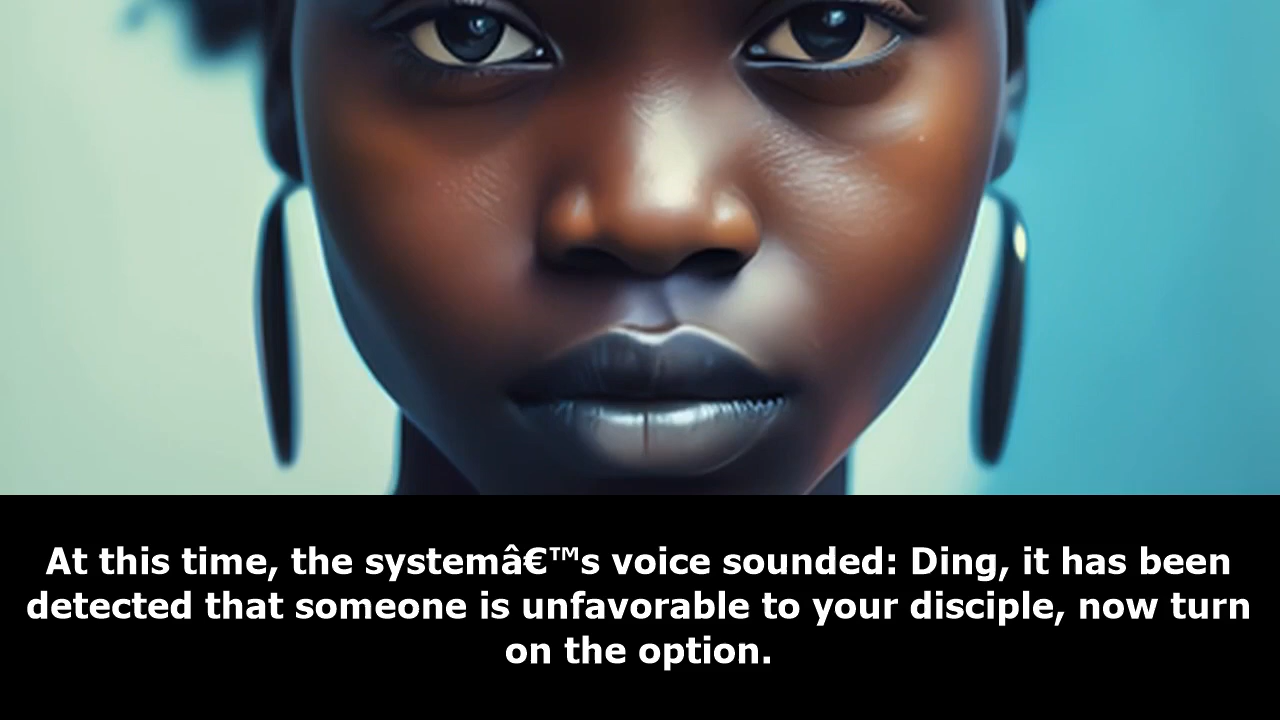 At this time, the systemâ€™s voice sounded: Ding, it has been
detected that someone is unfavorable to your disciple, now turn
on the option.